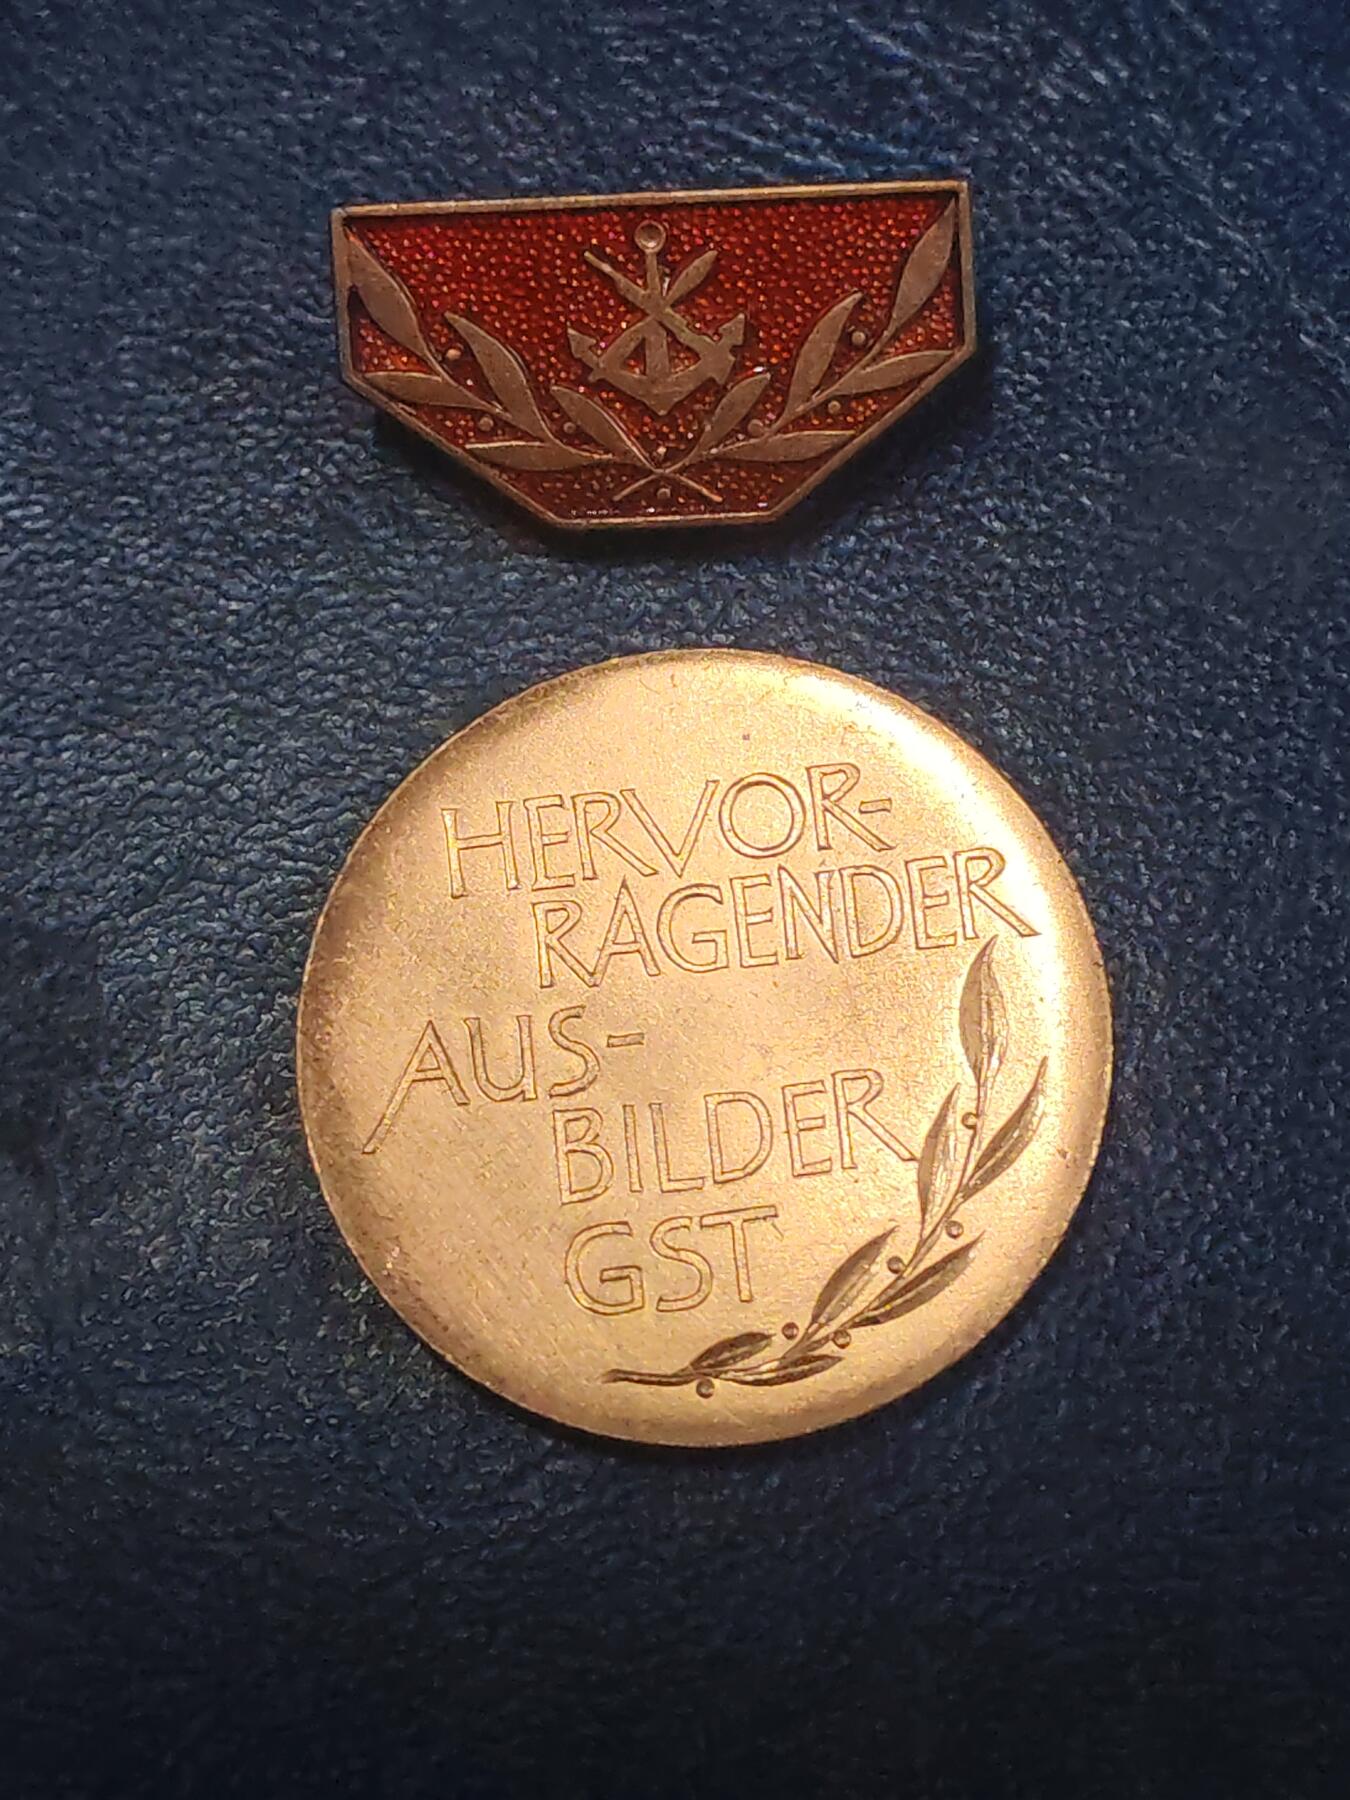 HERVOR-
RAGENDER
AUS-
BILDER
GST